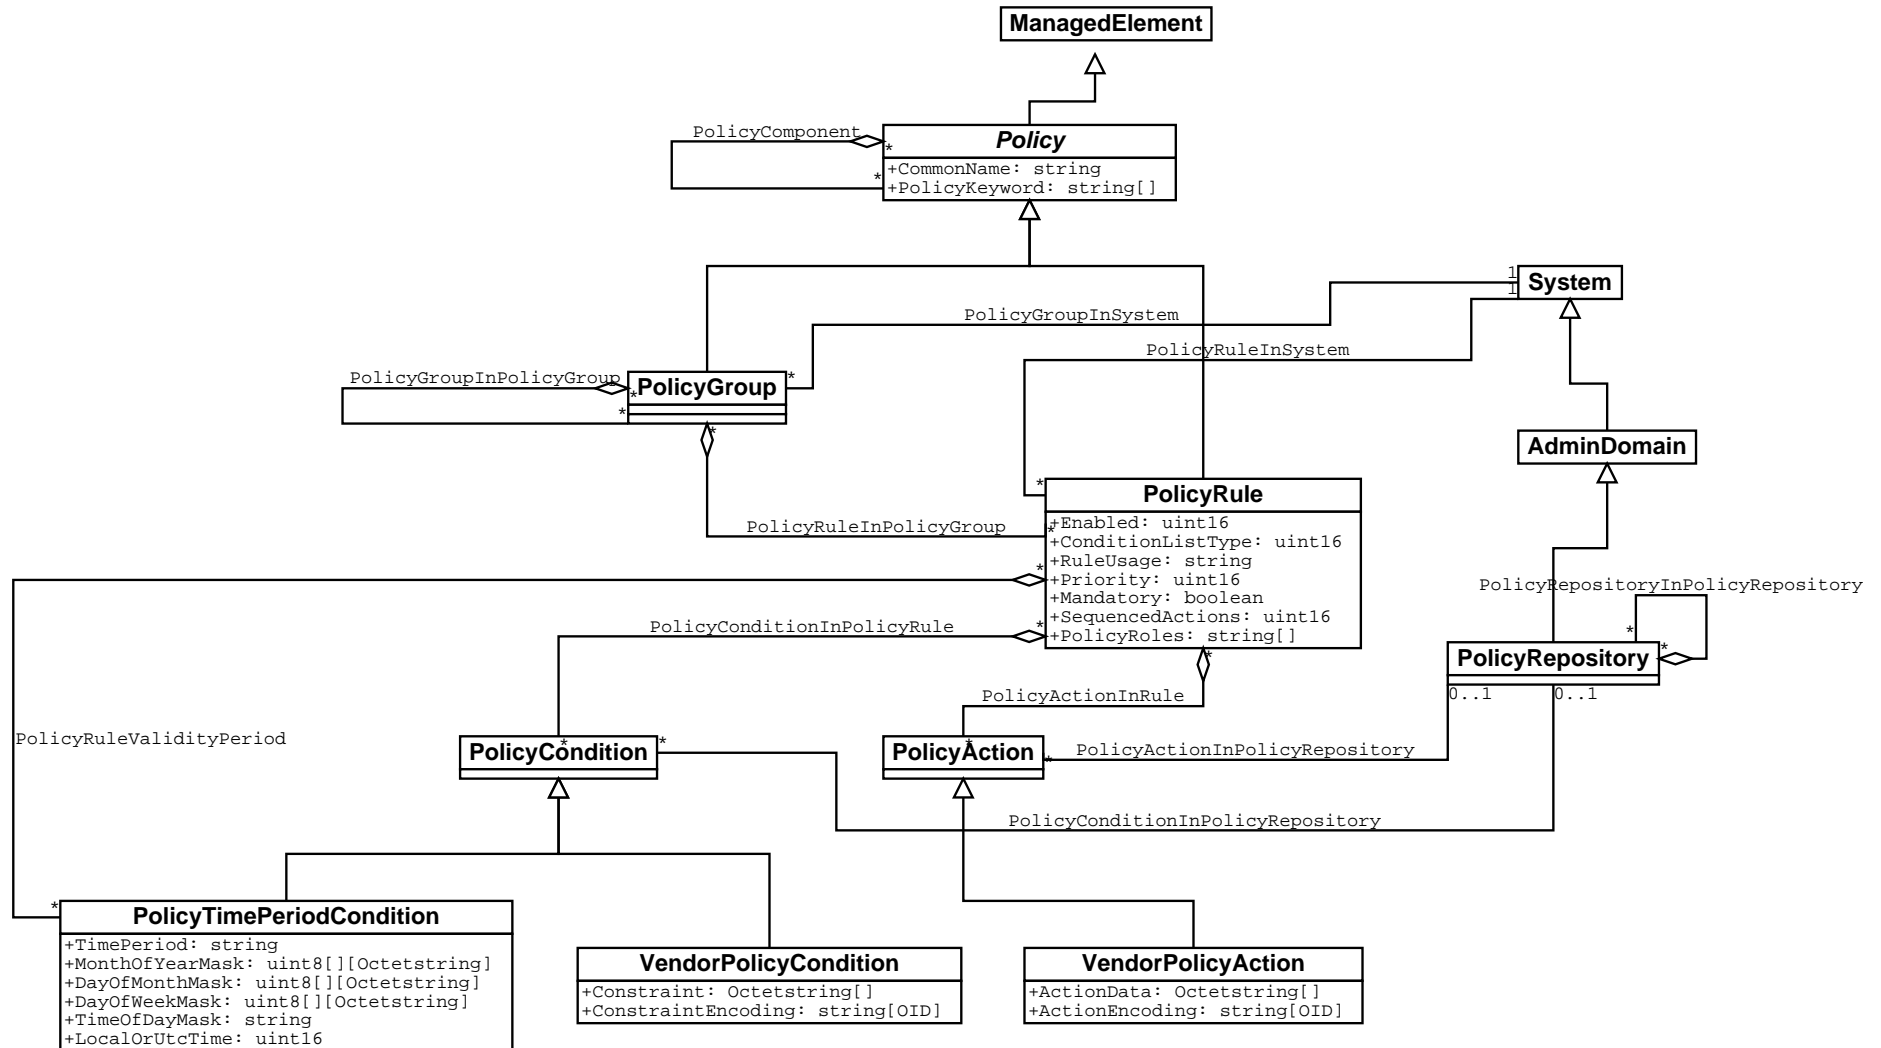 ManagedElement
PolicyComponent
*
Policy
+CommonName: string
*
+PolicyKeyword: string[]
1
System
1
PolicyGroupInSystem
PolicyRuleInSystem
PolicyGroupInPolicyGroup
*
PolicyGroup
*
*
*
AdminDomain
*
PolicyRule
PolicyRuleInPolicyGroup
*
+Enabled: uint16
+ConditionListType: uint16
+RuleUsage: string
*
+Priority: uint16
+Mandatory: boolean
+SequencedActions: uint16
*
+PolicyRoles: string[]
PolicyRepositoryInPolicyRepository
*
*
PolicyRepository
0..1
0..1
PolicyConditionInPolicyRule
*
PolicyActionInRule
PolicyRuleValidityPeriod
*
PolicyCondition
*
*
PolicyAction
*
PolicyActionInPolicyRepository
PolicyConditionInPolicyRepository
*
PolicyTimePeriodCondition
+TimePeriod: string
+MonthOfYearMask: uint8[][Octetstring]
+DayOfMonthMask: uint8[][Octetstring]
+DayOfWeekMask: uint8[][Octetstring]
+TimeOfDayMask: string
+LocalOrUtcTime: uint16
VendorPolicyCondition
+Constraint: Octetstring[]
+ConstraintEncoding: string[OID]
VendorPolicyAction
+ActionData: Octetstring[]
+ActionEncoding: string[OID]